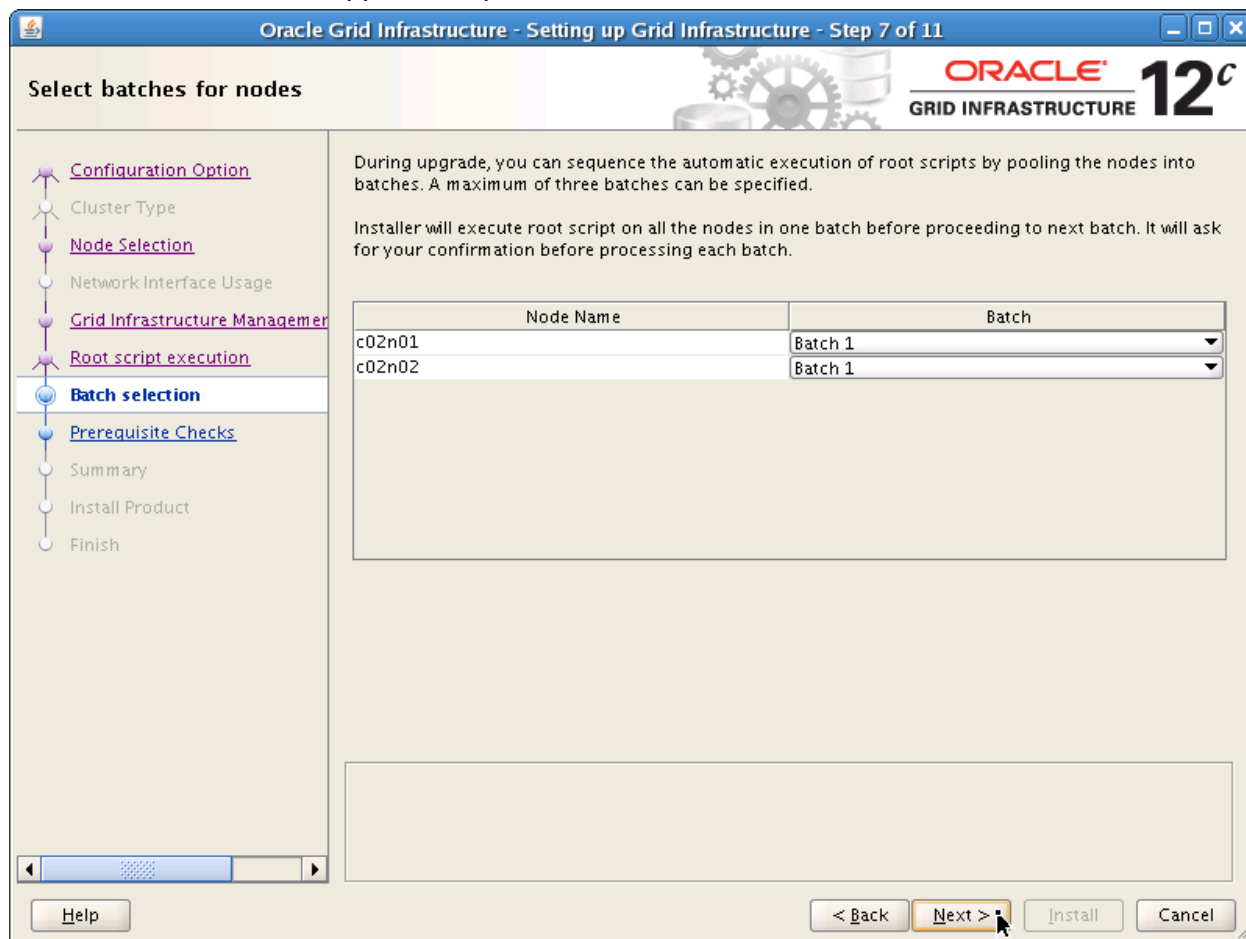 Oracle Grid Infrastructure - Setting up Grid Infrastructure - Step 7 of 11
Select batches for nodes
ORACLE
GRID INFRASTRUCTURE
12c
Configuration Option
Cluster Type
Node Selection
Network Interface Usage
Grid Infrastructure Managemer
Root script execution
Batch selection
Prerequisite Checks
Summary
Install Product
Finish
During upgrade, you can sequence the automatic execution of root scripts by pooling the nodes into
batches. A maximum of three batches can be specified.
Installer will execute root script on all the nodes in one batch before proceeding to next batch. It will ask
for your confirmation before processing each batch.
Node Name Batch
c02n01 Batch 1
c02n02 Batch 1
Help < Back Next > Install Cancel